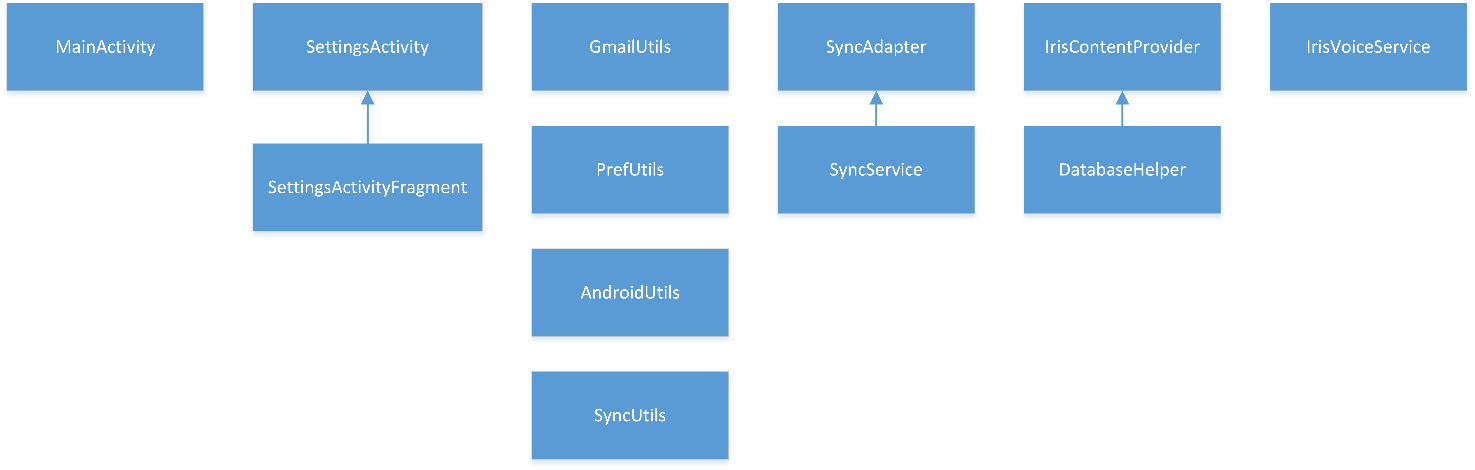 MainActivity
SettingsActivity
GmailUtils
SyncAdapter
IrisContentProvider
IrisVoiceService
SettingsActivityFragment
PrefUtils
SyncService
DatabaseHelper
AndroidUtils
SyncUtils